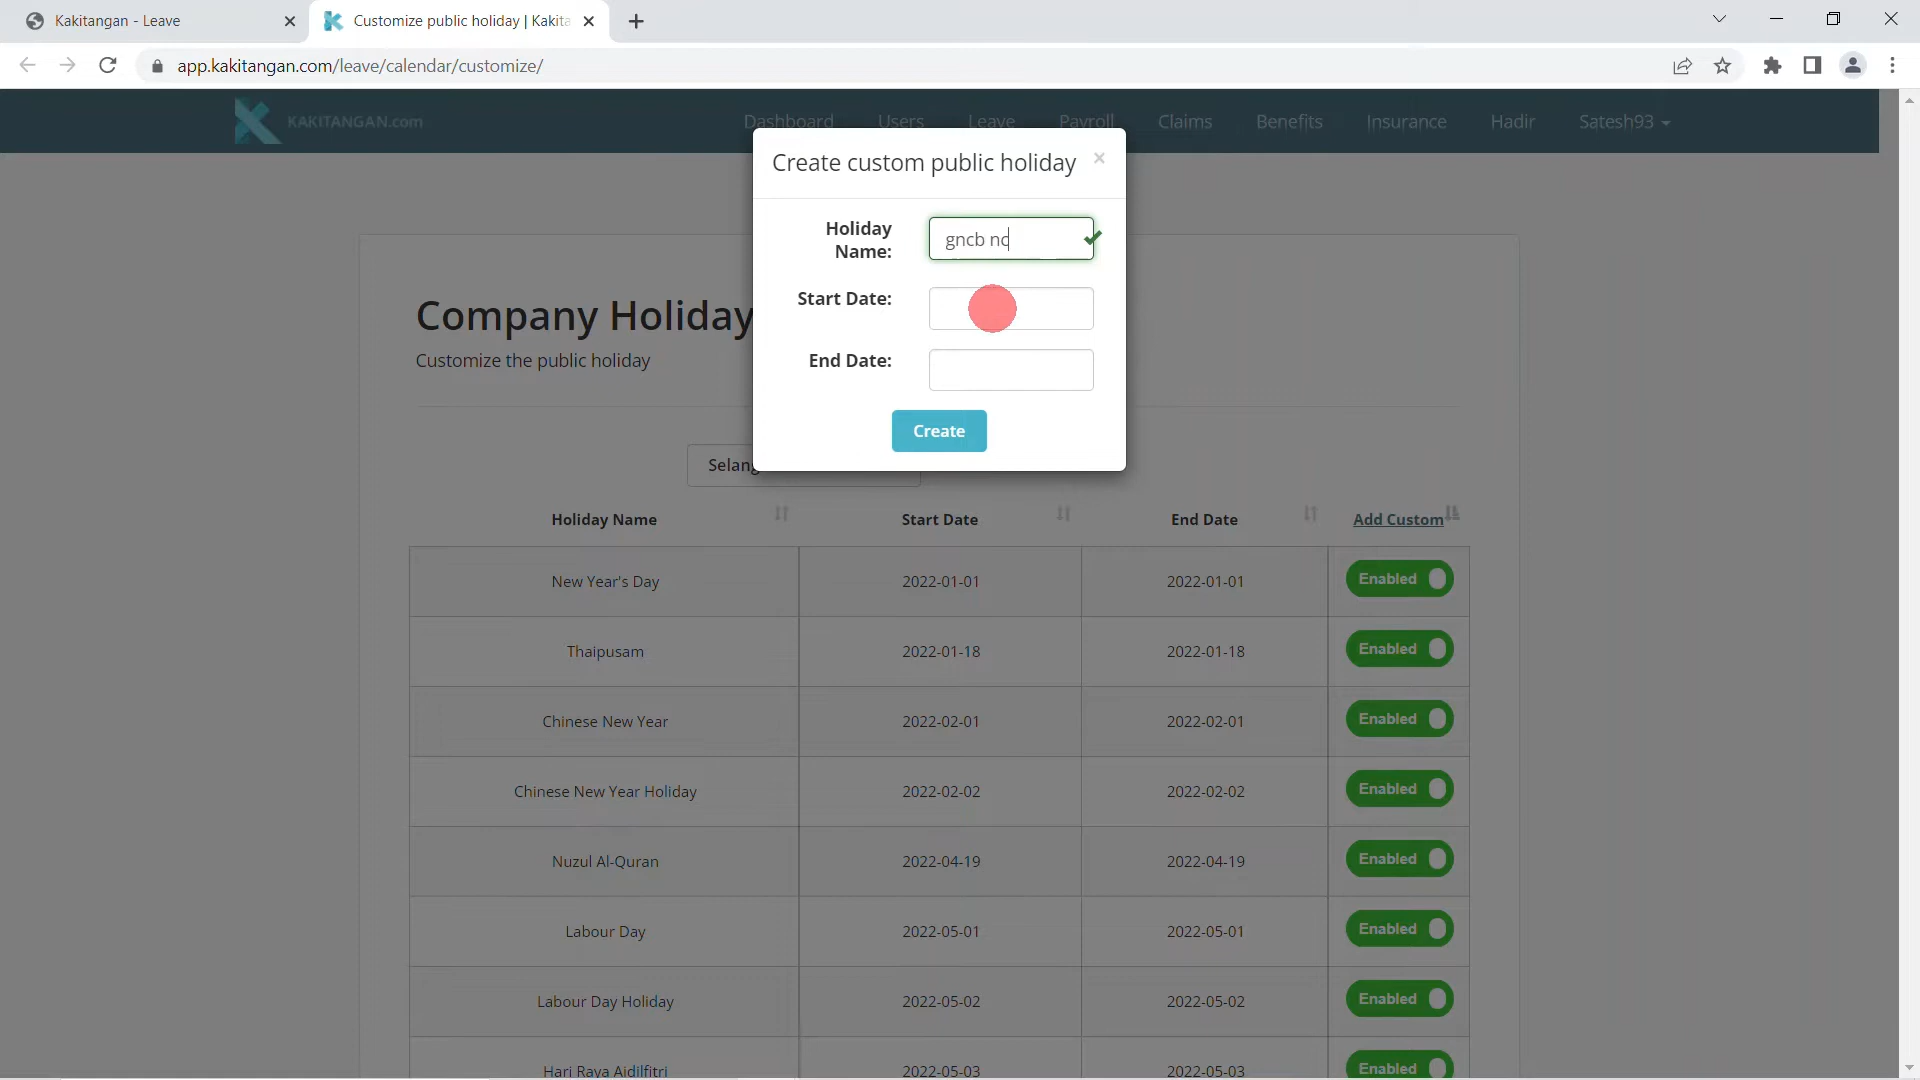 Kakitangan - Leave
Customize public holiday | Kakita
app.kakitangan.com/leave/calendar/customize/
KAKITANGAN.com
Dashboard Users Leave Payroll Claims Benefits Insurance Hadir Satesh93
Create custom public holiday ×
Holiday
Name:
gncb nc
Start Date:
End Date:
Create
Company Holiday
Customize the public holiday
Selang
Holiday Name Start Date End Date Add Custom
New Year's Day 2022-01-01 2022-01-01 Enabled
Thaipusam 2022-01-18 2022-01-18 Enabled
Chinese New Year 2022-02-01 2022-02-01 Enabled
Chinese New Year Holiday 2022-02-02 2022-02-02 Enabled
Nuzul Al-Quran 2022-04-19 2022-04-19 Enabled
Labour Day 2022-05-01 2022-05-01 Enabled
Labour Day Holiday 2022-05-02 2022-05-02 Enabled
Hari Raya Aidilfitri 2022-05-03 2022-05-03 Enabled